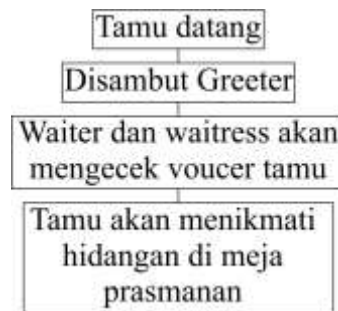 Tamu datang
Disambut Greeter
Waiter dan waitress akan
mengecek voucer tamu
Tamu akan menikmati
hidangan di meja
prasmanan